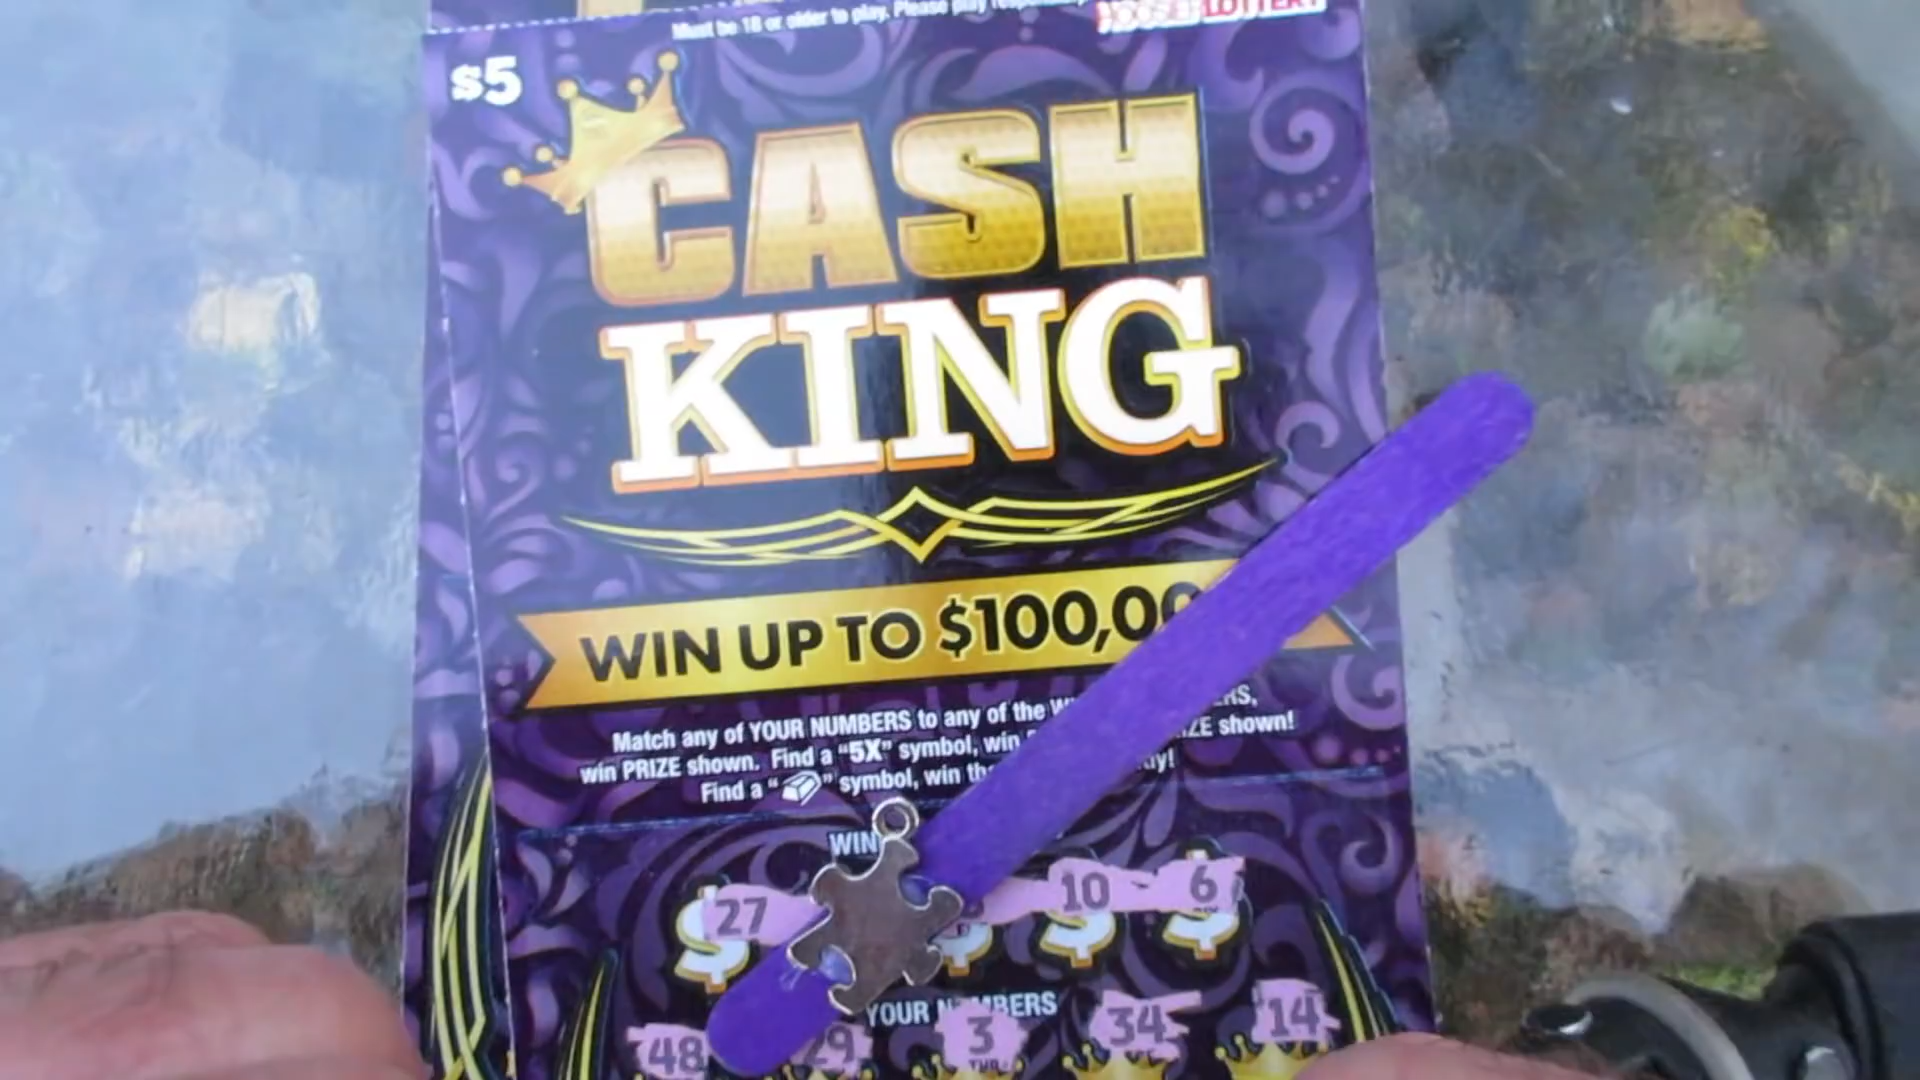 Must be 18 or older to play. Please play
HOOSIER LOTTERY
$5
CASH
KING
WIN UP TO $100,00
Match any of YOUR NUMBERS to any of the
win PRIZE shown. Find a "5X" symbol, win shown!
Find a " " symbol, win
WIN
27 10 6
YOUR NUMBERS
48 29 3 34 14